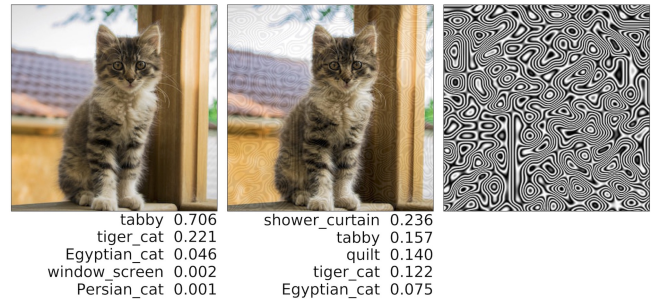 tabby 0.706
tiger_cat 0.221
Egyptian_cat 0.046
window_screen 0.002
Persian_cat 0.001
shower_curtain 0.236
tabby 0.157
quilt 0.140
tiger_cat 0.122
Egyptian_cat 0.075